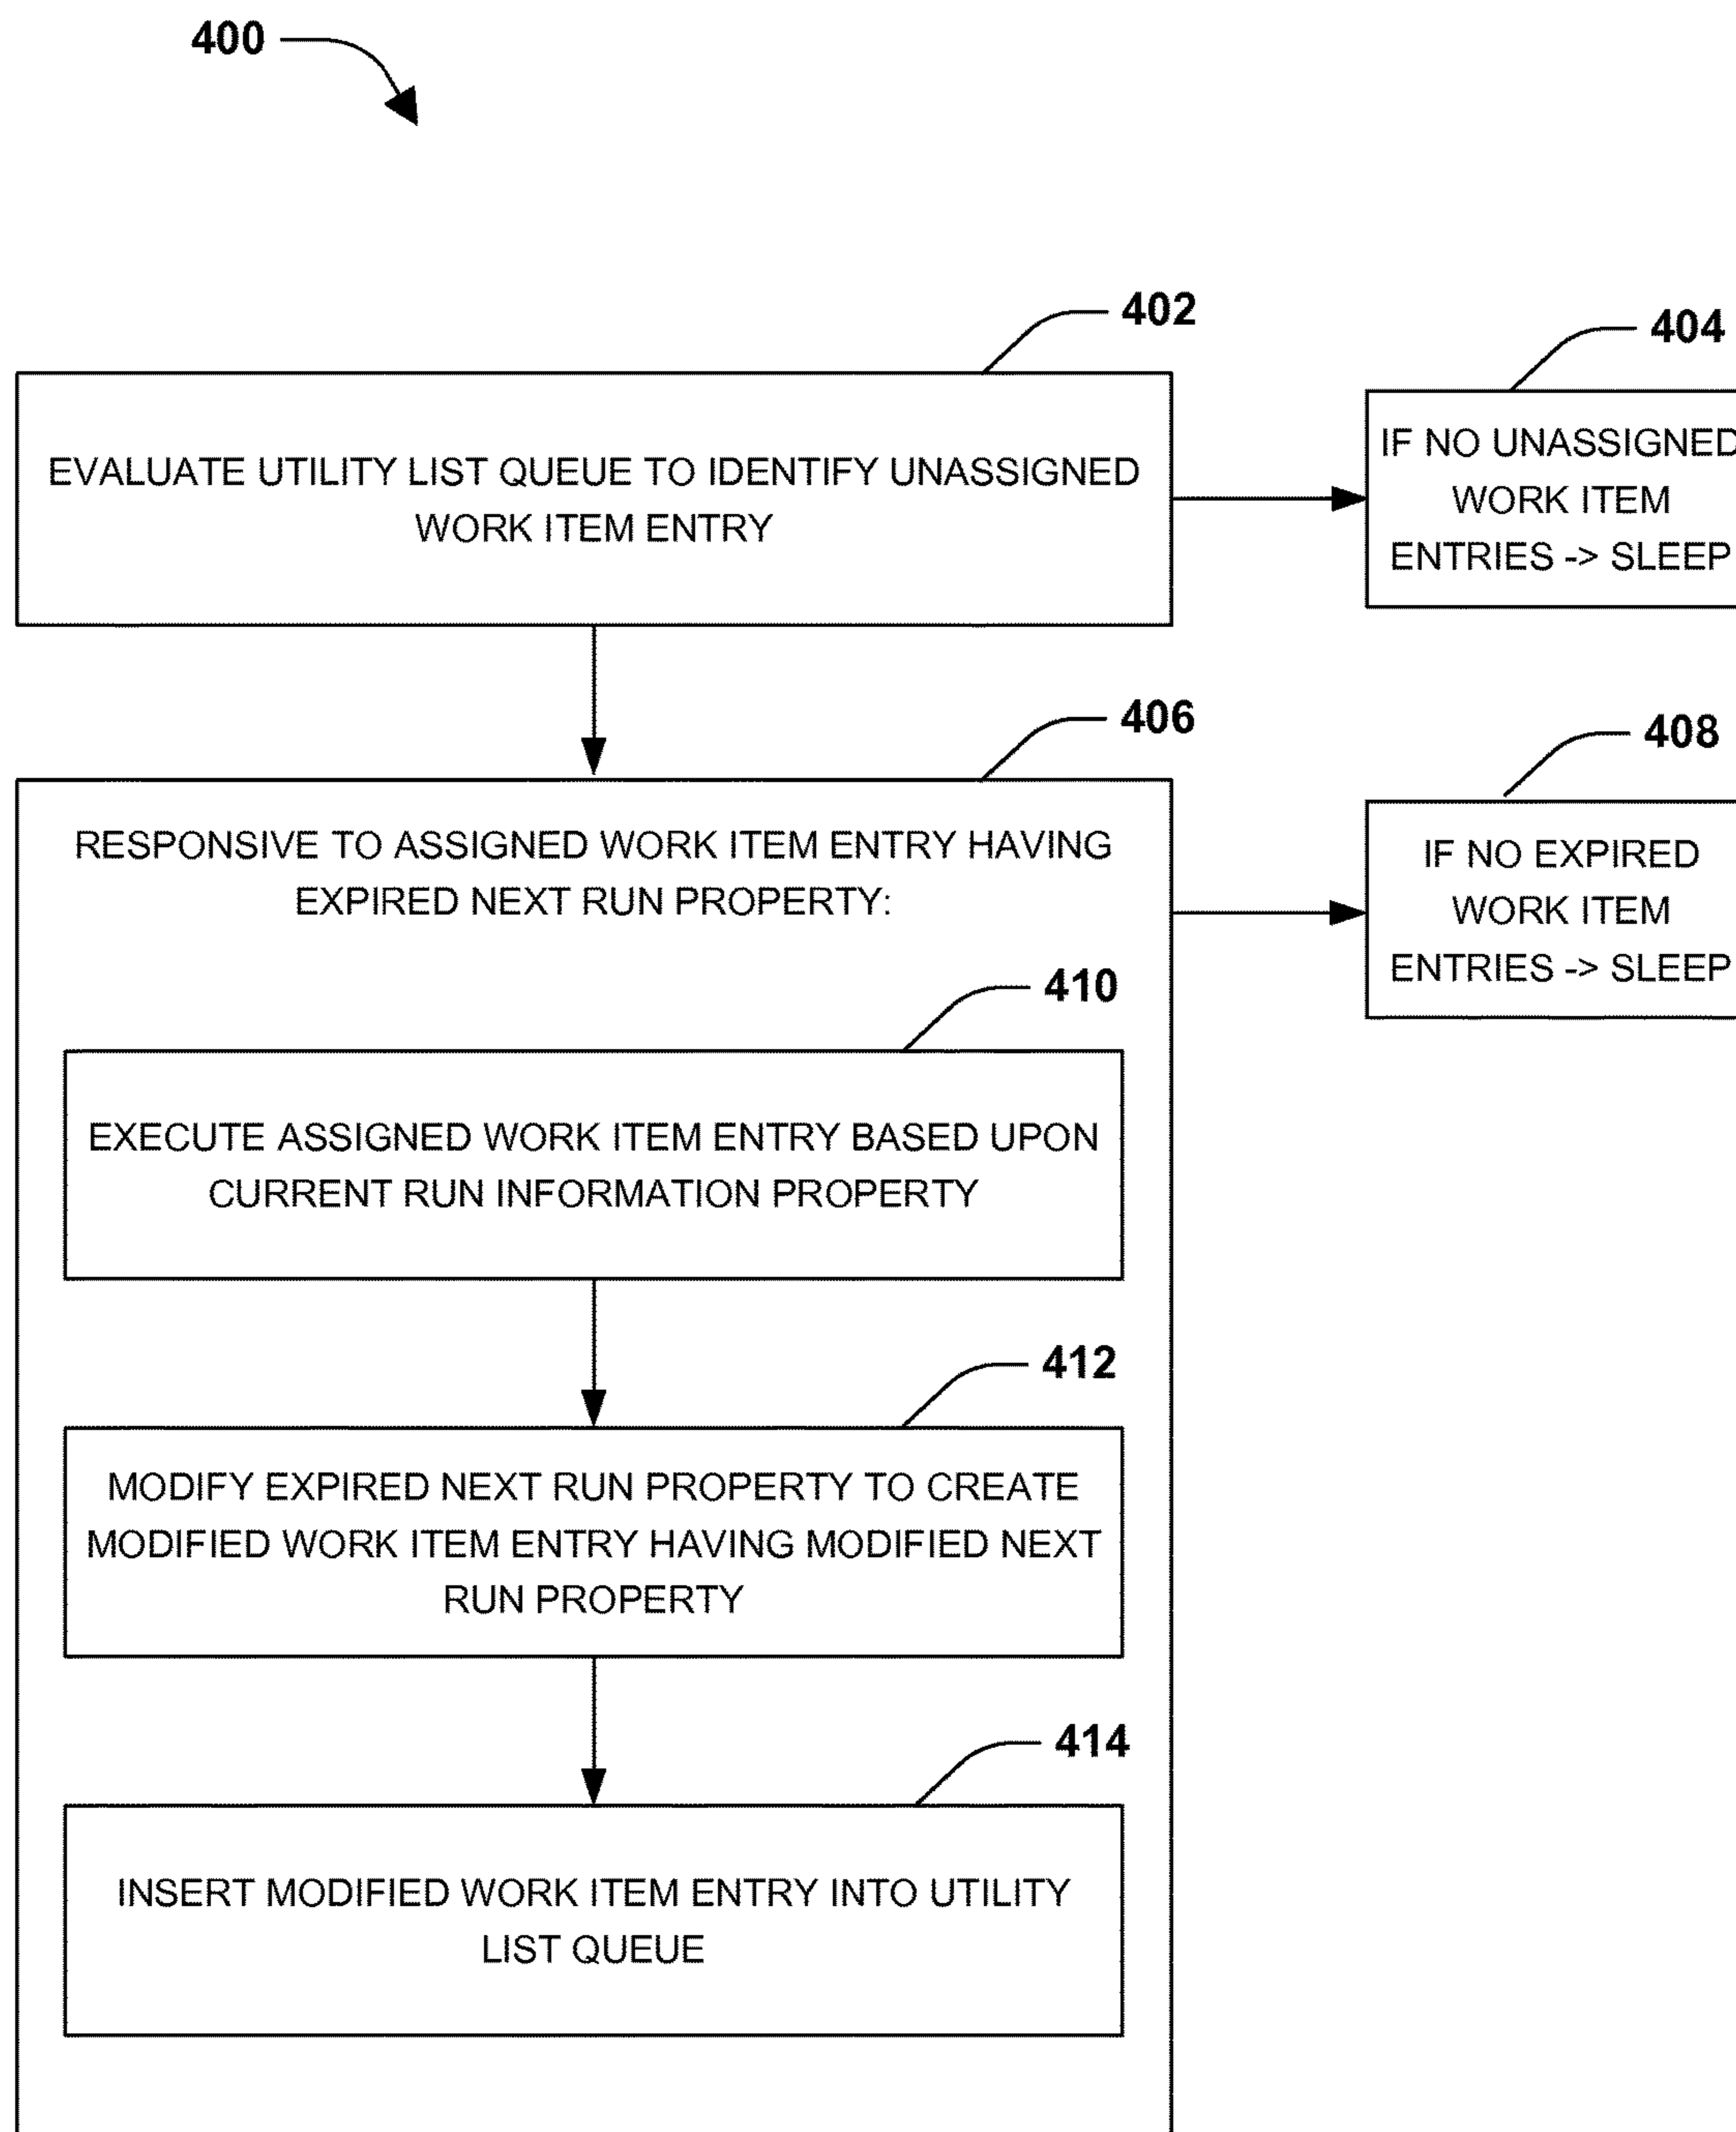 400
402
404
EVALUATE UTILITY LIST QUEUE TO IDENTIFY UNASSIGNED
WORK ITEM ENTRY
IF NO UNASSIGNED
WORK ITEM
ENTRIES -> SLEEP
406
408
RESPONSIVE TO ASSIGNED WORK ITEM ENTRY HAVING
EXPIRED NEXT RUN PROPERTY:
IF NO EXPIRED
WORK ITEM
ENTRIES -> SLEEP
410
EXECUTE ASSIGNED WORK ITEM ENTRY BASED UPON
CURRENT RUN INFORMATION PROPERTY
412
MODIFY EXPIRED NEXT RUN PROPERTY TO CREATE
MODIFIED WORK ITEM ENTRY HAVING MODIFIED NEXT
RUN PROPERTY
414
INSERT MODIFIED WORK ITEM ENTRY INTO UTILITY
LIST QUEUE